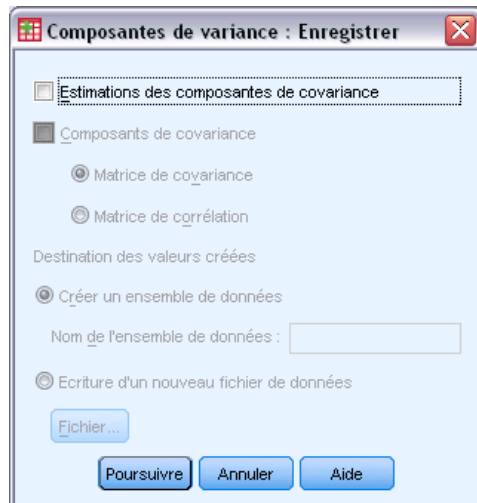 Composantes de variance : Enregistrer
Estimations des composantes de covariance
Composants de covariance
Matrice de covariance
Matrice de corrélation
Destination des valeurs créées
Créer un ensemble de données
Nom de l'ensemble de données :
Ecriture d'un nouveau fichier de données
Fichier...
Poursuivre Annuler Aide